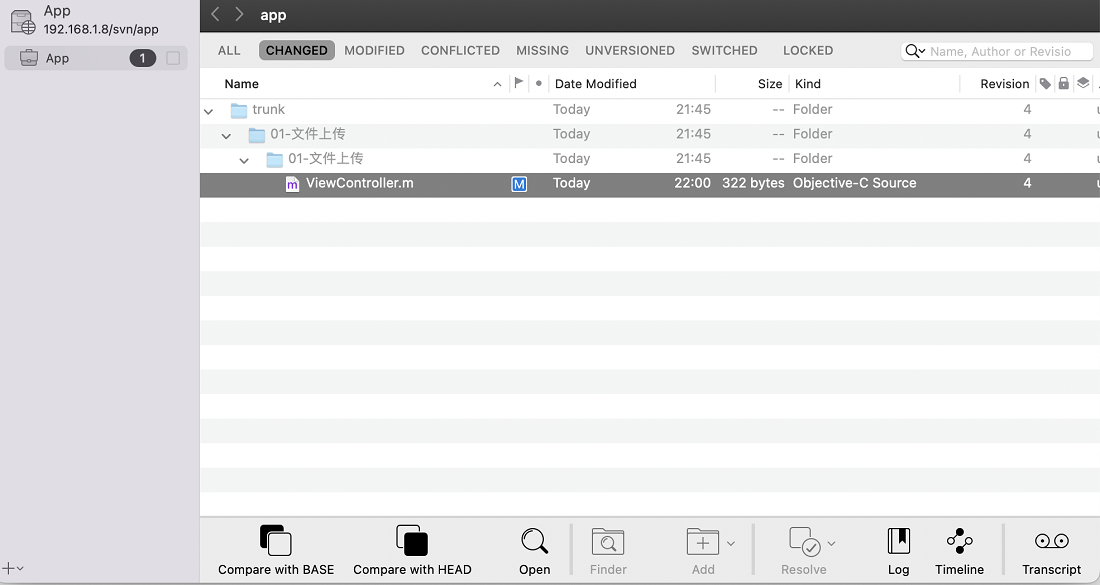 App
192.168.1.8/svn/app
App 1
app
ALL CHANGED MODIFIED CONFLICTED MISSING UNVERSIONED SWITCHED LOCKED Name, Author or Revisio
Name Date Modified Size Kind Revision
trunk Today 21:45 -- Folder 4
01-文件上传 Today 21:45 -- Folder 4
01-文件上传 Today 21:45 -- Folder 4
m ViewController.m M Today 22:00 322 bytes Objective-C Source 4
Compare with BASE Compare with HEAD Open Finder Add Resolve Log Timeline Transcript